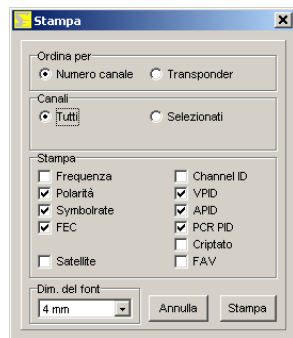 Stampa
Ordina per
Numero canale Transponder
Canali
Tutti Selezionati
Stampa
Frequenza Channel ID
Polarità VPID
Symbolrate APID
FEC PCR PID
Criptato
Satellite FAV
Dim. del font
4 mm Annulla Stampa